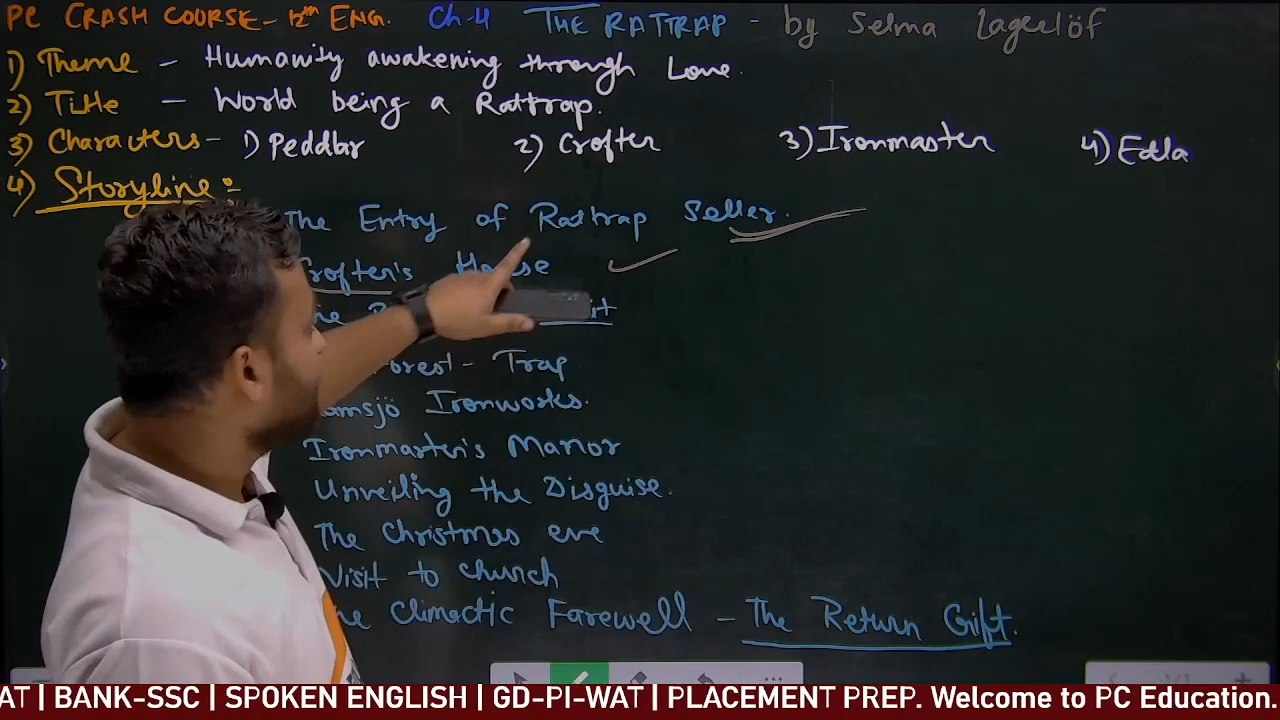 PC CRASH COURSE - 12th ENG. Ch-4 THE RATTRAP - by Selma Lagelöf
1) Theme - Humanity awakening through Love.
2) Title - World being a Rattrap.
3) Characters - 1) Peddlar 2) Crofter 3) Ironmaster 4) Edla
4) Storyline :-
The Entry of Rattrap Seller.
Crofter's House
Forest - Trap
Ironworks.
Ironmaster's Manor
Unveiling the Disguise.
The Christmas eve
Visit to Church
Climactic Farewell - The Return Gift.
AT | BANK-SSC | SPOKEN ENGLISH | GD-PI-WAT | PLACEMENT PREP. Welcome to PC Education.